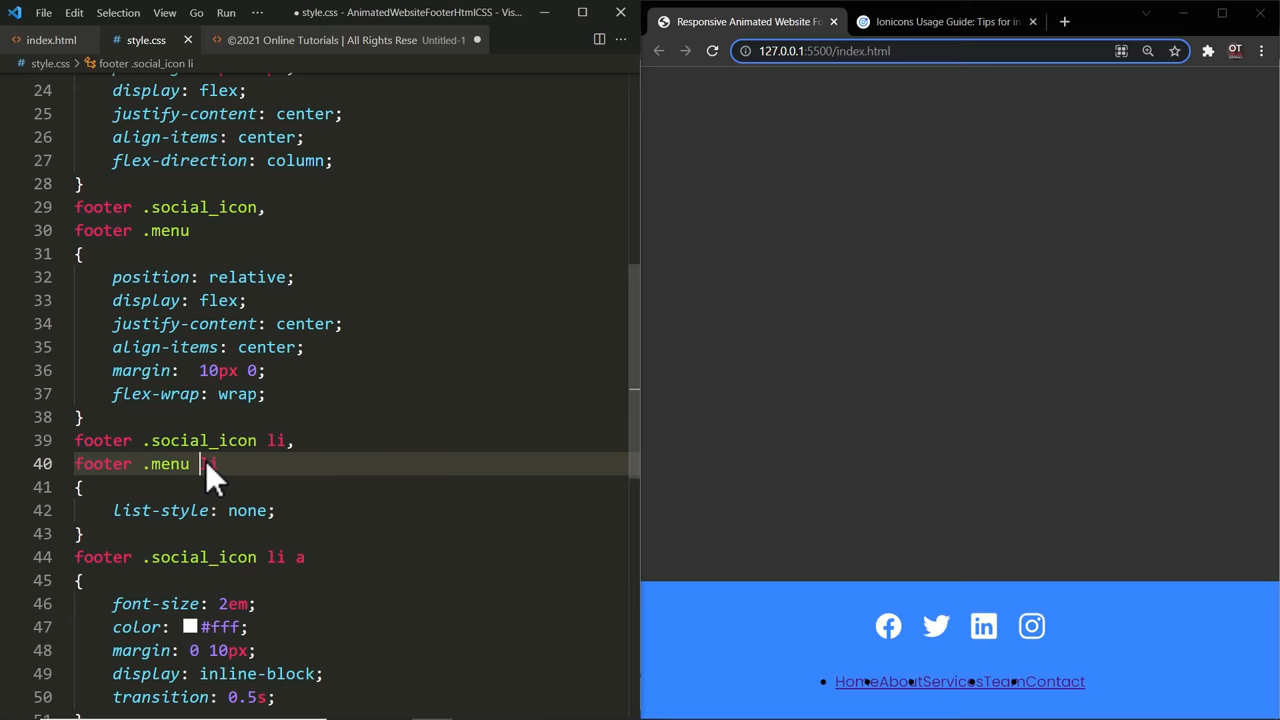 File Edit Selection View Go Run ··· ● style.css - AnimatedWebsiteFooterHtmlCSS - Vis...
index.html style.css ©2021 Online Tutorials | All Rights Rese Untitled-1
style.css > footer .social_icon li
24 display: flex;
25 justify-content: center;
26 align-items: center;
27 flex-direction: column;
28 }
29 footer .social_icon,
30 footer .menu
31 {
32 position: relative;
33 display: flex;
34 justify-content: center;
35 align-items: center;
36 margin: 10px 0;
37 flex-wrap: wrap;
38 }
39 footer .social_icon li,
40 footer .menu li
41 {
42 list-style: none;
43 }
44 footer .social_icon li a
45 {
46 font-size: 2em;
47 color: #fff;
48 margin: 0 10px;
49 display: inline-block;
50 transition: 0.5s;
Responsive Animated Website Fo Ionicons Usage Guide: Tips for in
127.0.0.1:5500/index.html
OT
HomeAboutServicesTeamContact